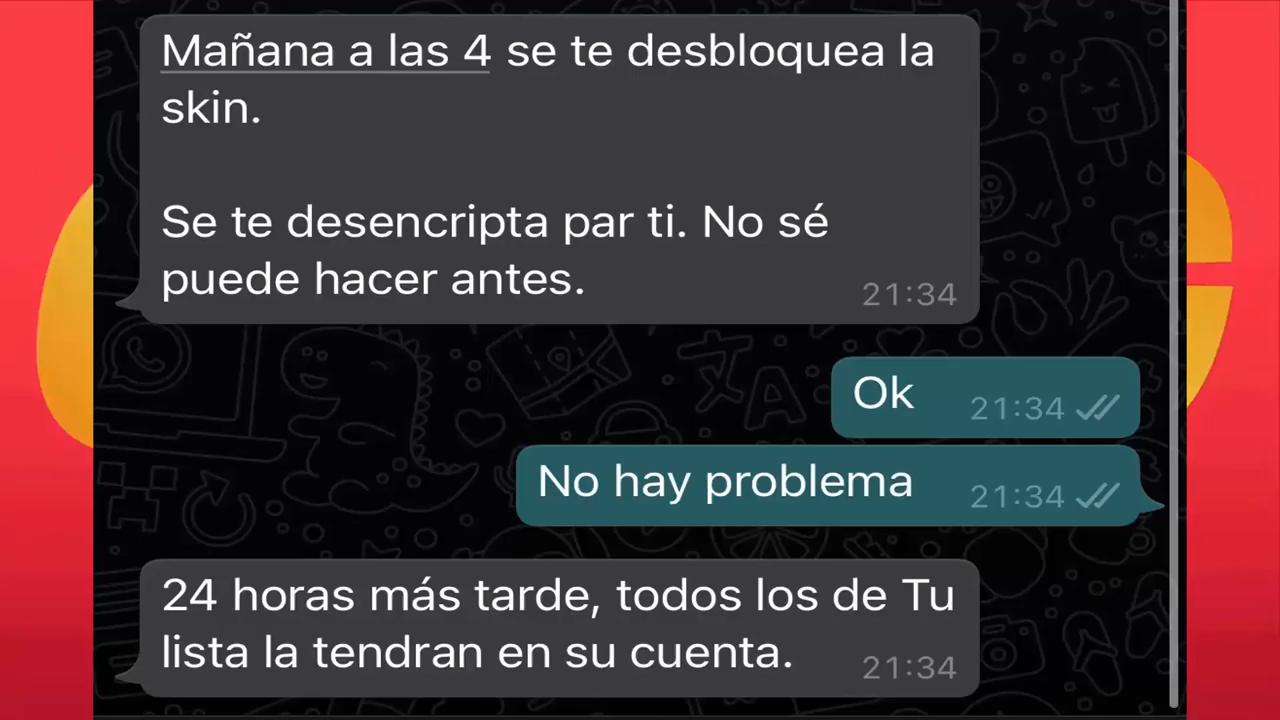 Mañana a las 4 se te desbloquea la
skin.
Se te desencripta par ti. No sé
puede hacer antes.
21:34
Ok
21:34
No hay problema
21:34
24 horas más tarde, todos los de Tu
lista la tendran en su cuenta.
21:34